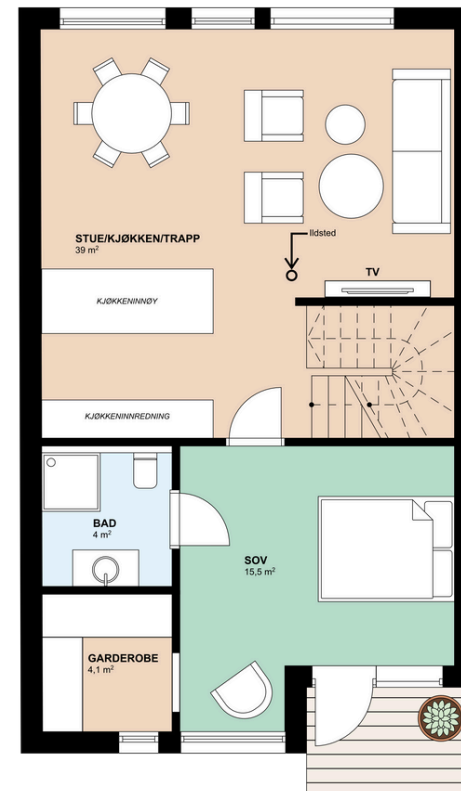 Ildsted
STUE/KJØKKEN/TRAPP
39 m²
TV
KJØKKENINNØY
KJØKKENINNREDNING
BAD
4 m²
SOV
15,5 m²
GARDEROBE
4,1 m²